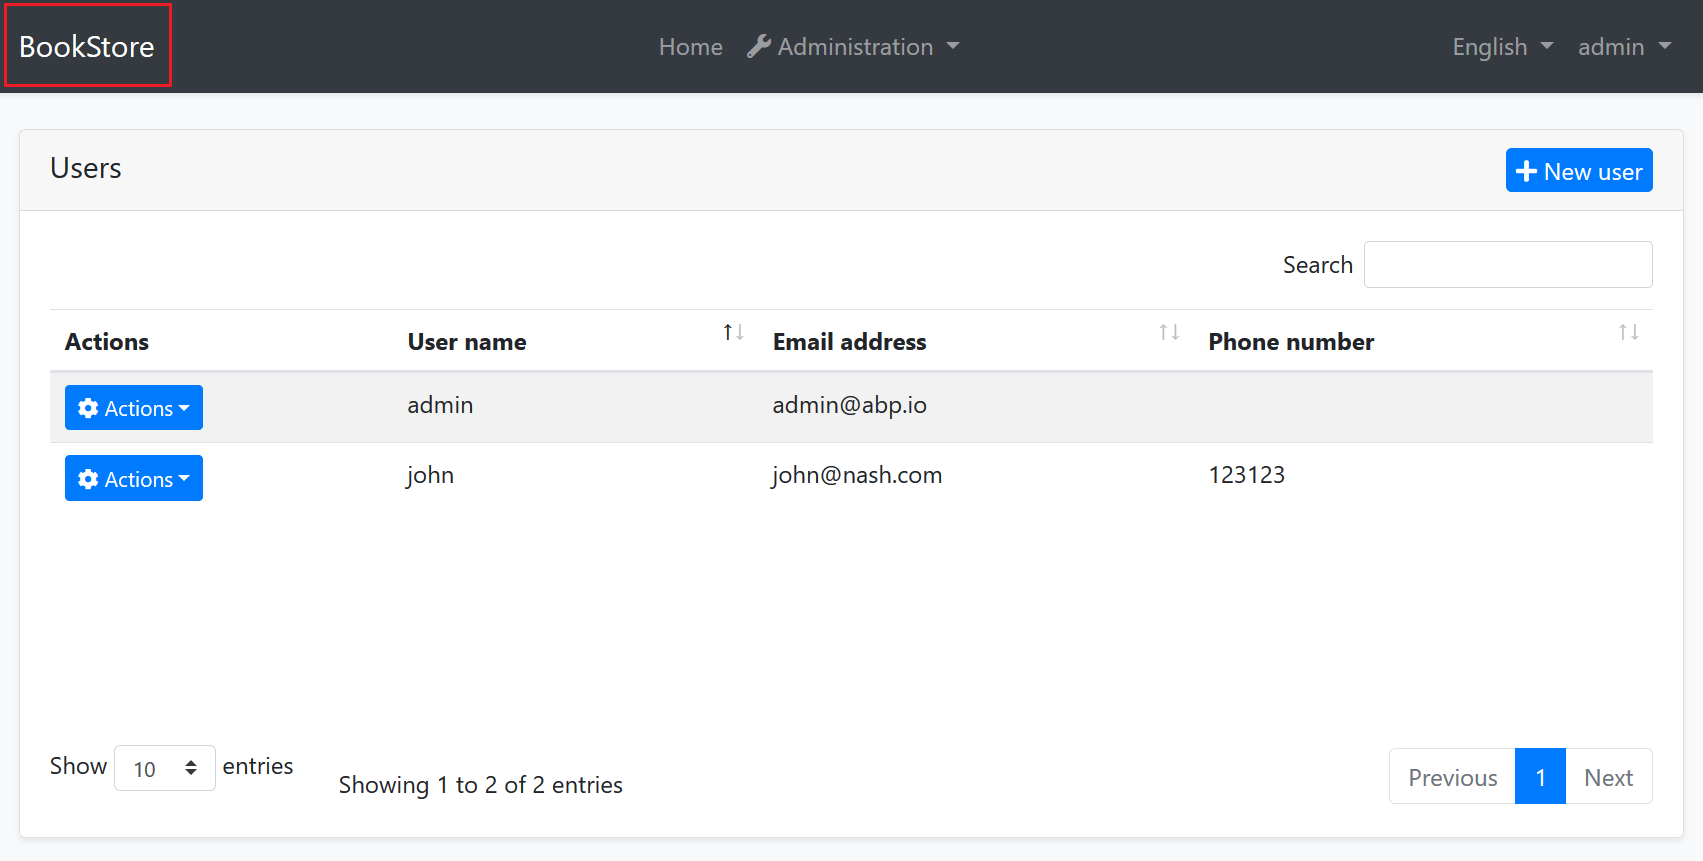 BookStore Home Administration English admin
Users New user
Search
Actions User name Email address Phone number
Actions admin admin@abp.io
Actions john john@nash.com 123123
Show 10 entries Showing 1 to 2 of 2 entries Previous 1 Next